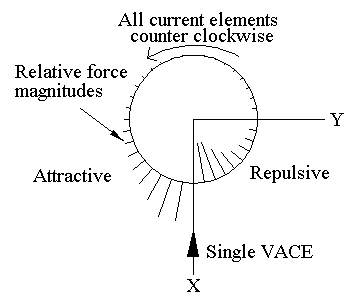 All current elements
counter clockwise
Relative force
magnitudes
Y
Attractive
Repulsive
Single VACE
X